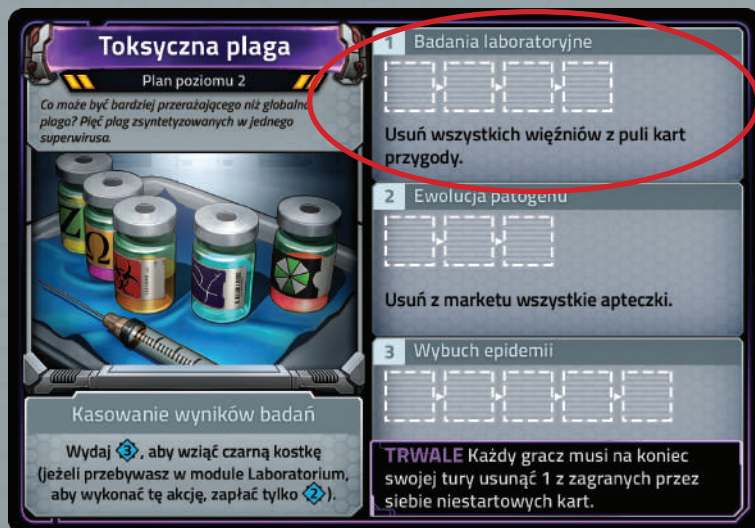 Toksyczna plaga
Plan poziomu 2
Co może być bardziej przerażającego niż globalna
plaga? Pięć plag zsyntetyzowanych w jednego
superwirusa.
Z
Ω
Kasowanie wyników badań
Wydaj 3, aby wziąć czarną kostkę
(jeżeli przebywasz w module Laboratorium,
aby wykonać tę akcję, zapłać tylko 2).
1 Badania laboratoryjne
Usuń wszystkich więźniów z puli kart
przygody.
2 Ewolucja patogenu
Usuń z marketu wszystkie apteczki.
3 Wybuch epidemii
TRWALE Każdy gracz musi na koniec
swojej tury usunąć 1 z zagranych przez
siebie niestartowych kart.